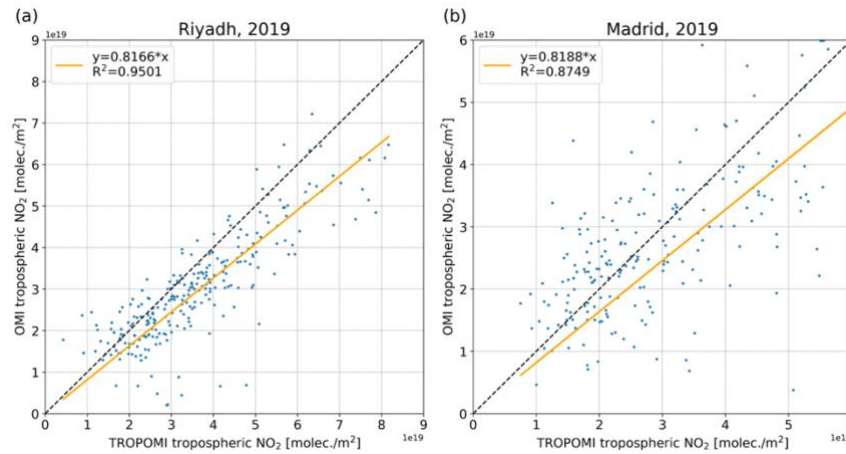 (a)
Riyadh, 2019
1e19
y=0.8166*x
R²=0.9501
OMI tropospheric NO₂ [molec./m²]
9
8
7
6
5
4
3
2
1
0
0 1 2 3 4 5 6 7 8 9
TROPOMI tropospheric NO₂ [molec./m²]
1e19
(b)
Madrid, 2019
1e19
y=0.8188*x
R²=0.8749
OMI tropospheric NO₂ [molec./m²]
6
5
4
3
2
1
0
0 1 2 3 4 5
TROPOMI tropospheric NO₂ [molec./m²]